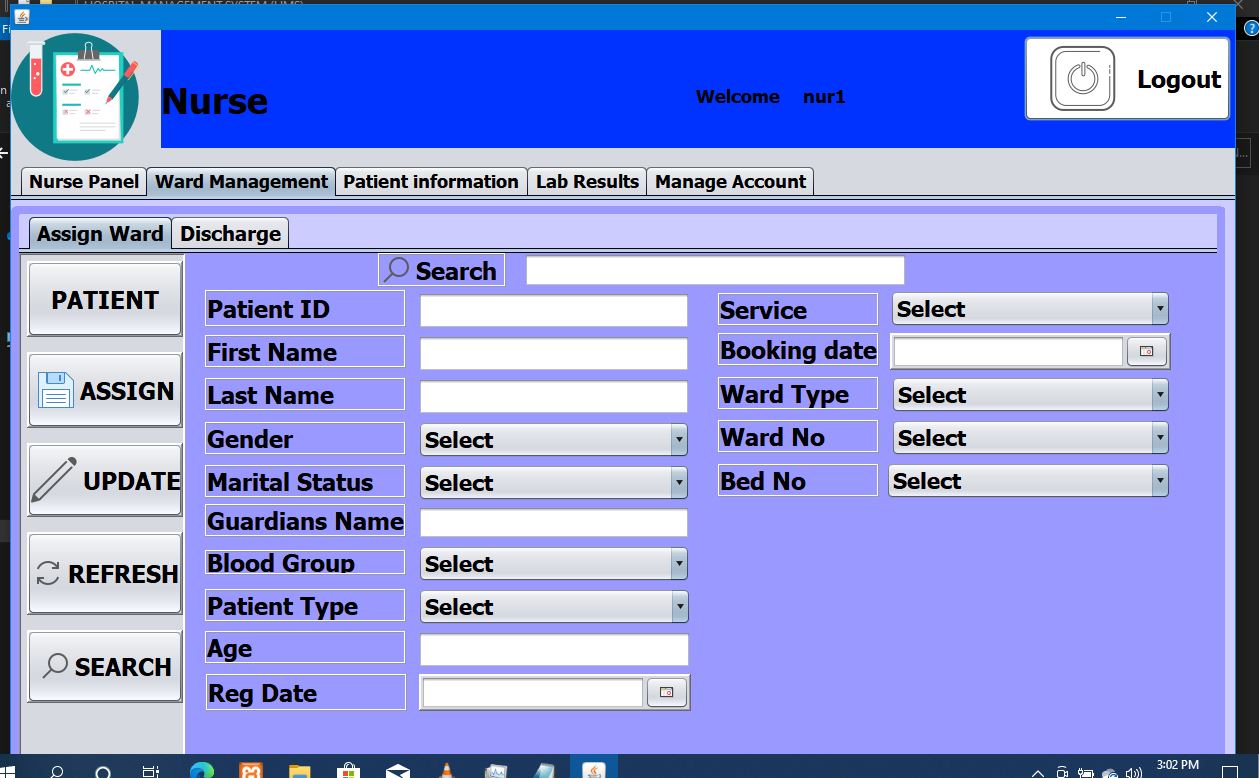 HOSPITAL MANAGEMENT SYSTEM (HMS)
Nurse
Welcome nur1
Logout
Nurse Panel
Ward Management
Patient information
Lab Results
Manage Account
Assign Ward
Discharge
PATIENT
ASSIGN
UPDATE
REFRESH
SEARCH
Search
Patient ID
First Name
Last Name
Gender
Select
Marital Status
Select
Guardians Name
Blood Group
Select
Patient Type
Select
Age
Reg Date
Service
Select
Booking date
Ward Type
Select
Ward No
Select
Bed No
Select
3:02 PM